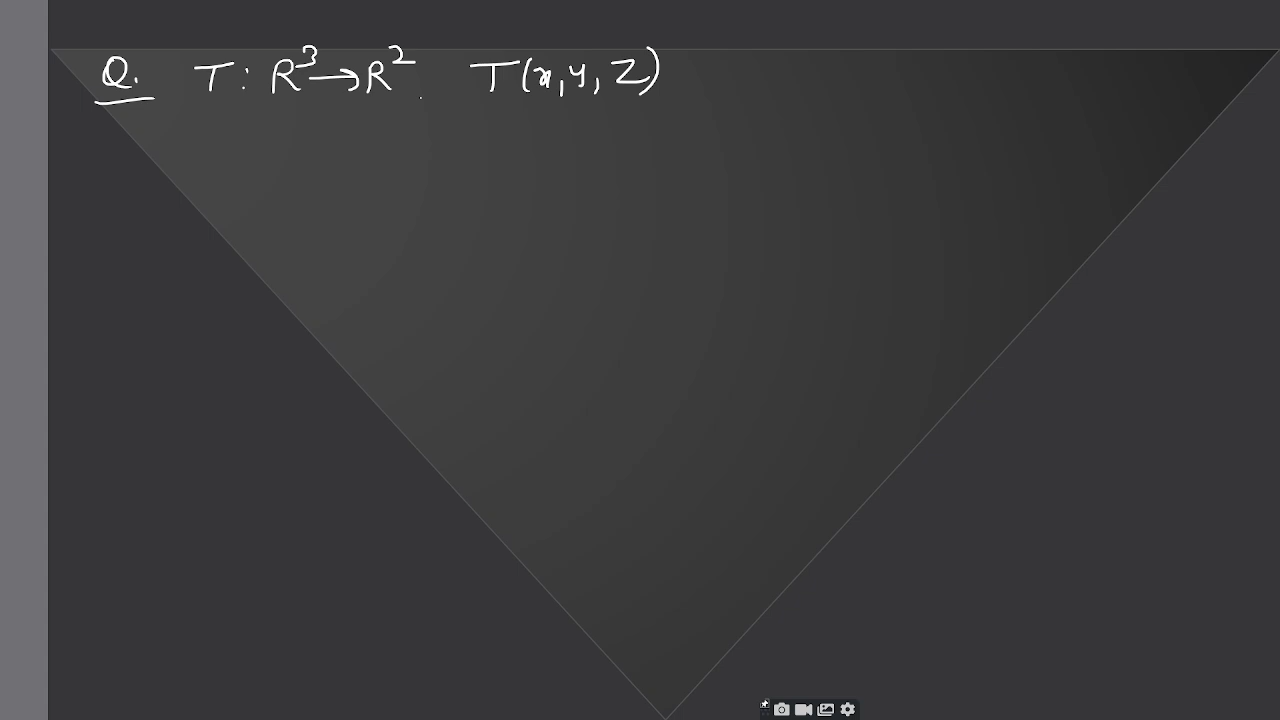 Q. T: R³→R² T(x,y,z)